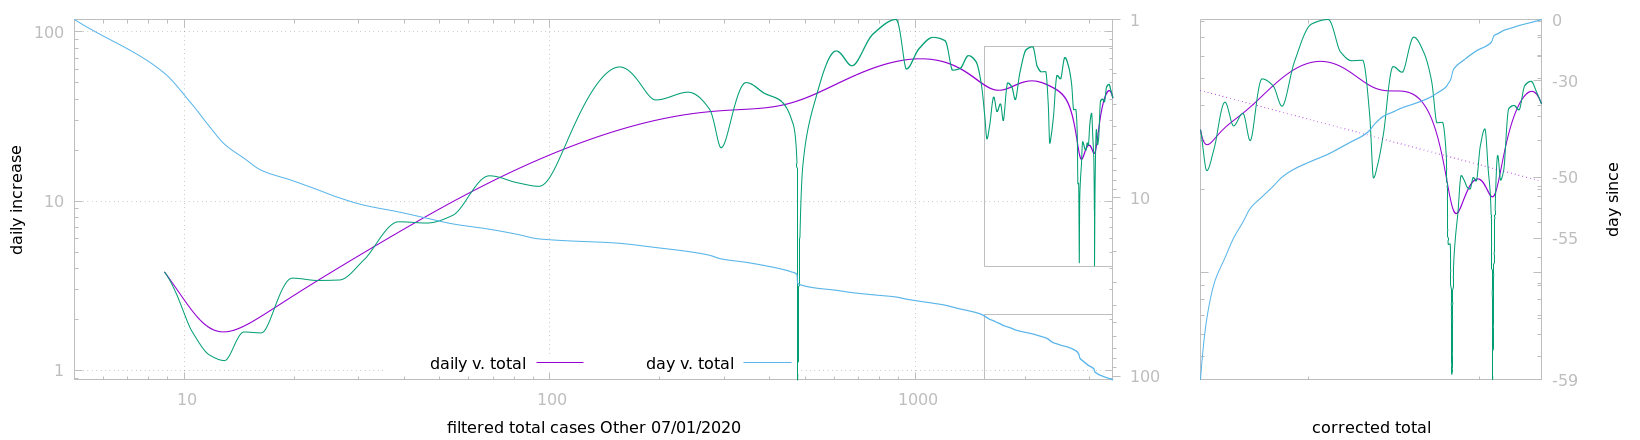 100
10
1
daily increase
10
100
1000
1
10
100
daily v. total
day v. total
filtered total cases Other 07/01/2020
0
-30
-50
-55
-59
day since
corrected total